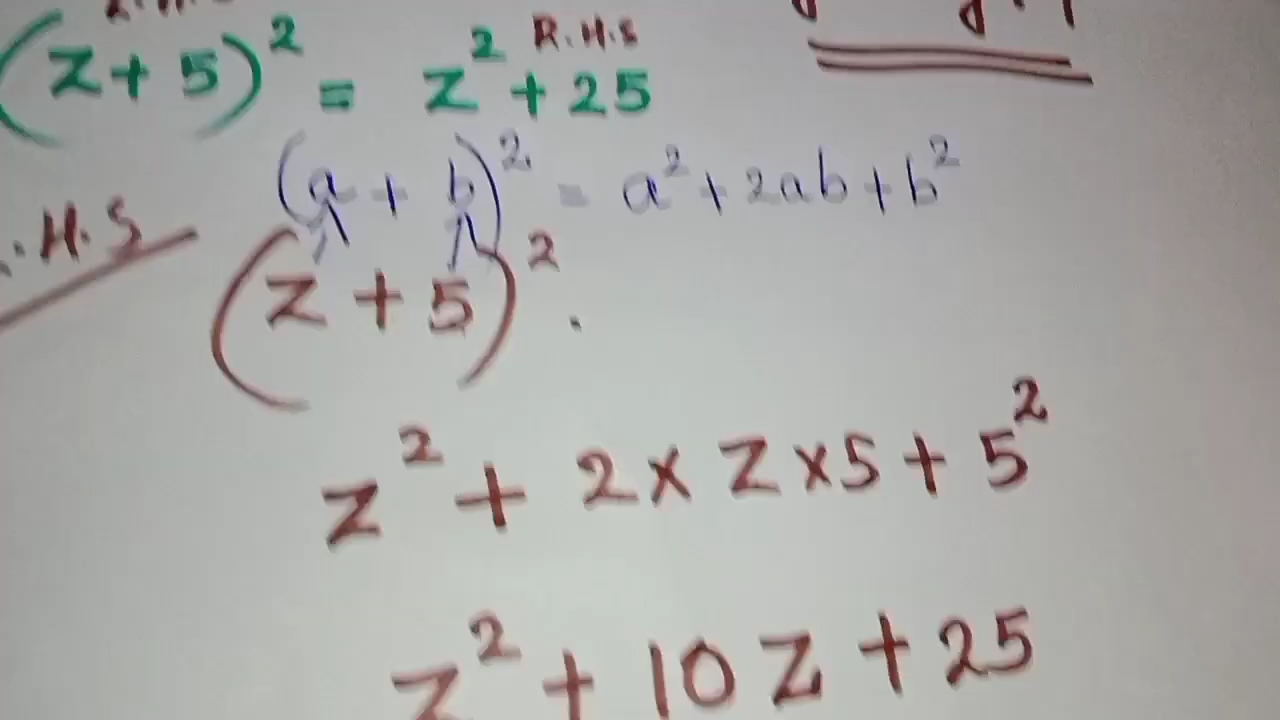 R.H.S
(z + 5)² = z² + 25
(a + b)² = a² + 2ab + b²
.H.S
(z + 5)²
z² + 2 × z × 5 + 5²
z² + 10z + 25